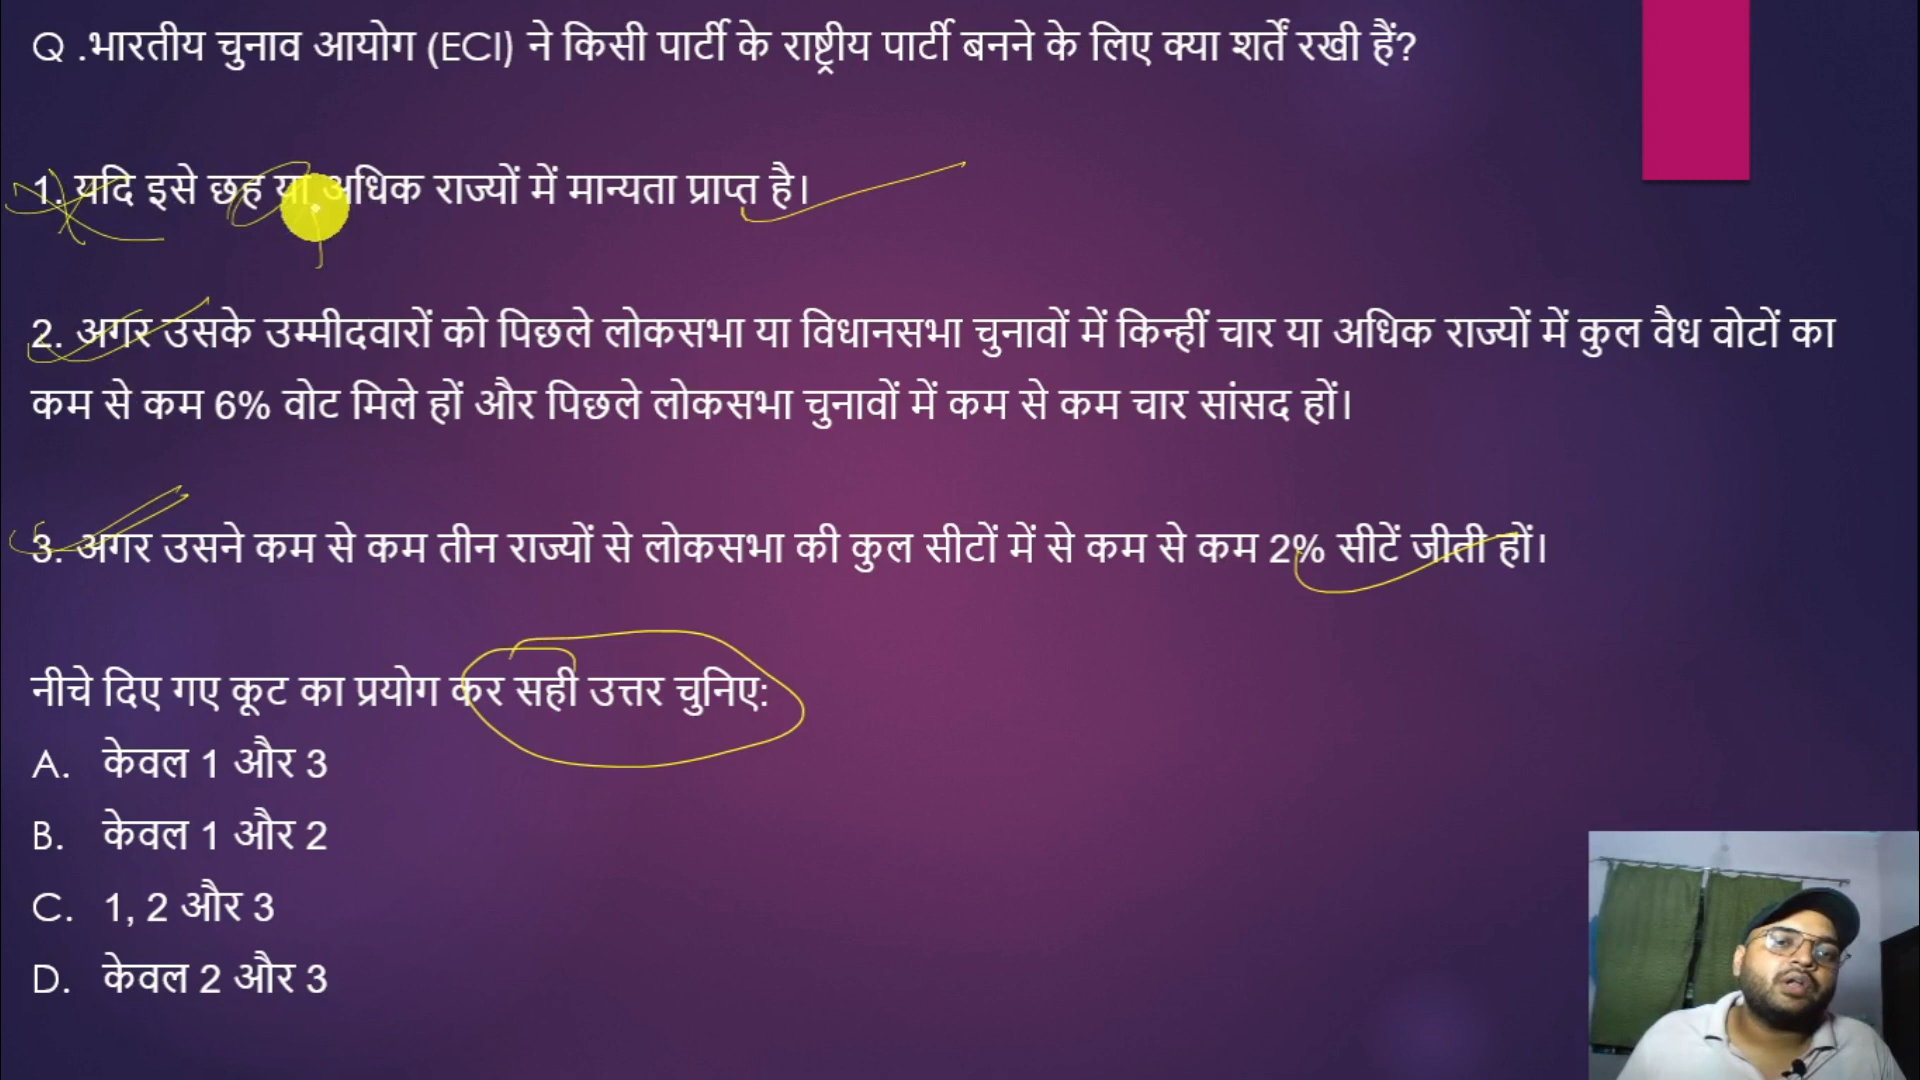 Q .भारतीय चुनाव आयोग (ECI) ने किसी पार्टी के राष्ट्रीय पार्टी बनने के लिए क्या शर्तें रखी हैं?
1. यदि इसे छह या अधिक राज्यों में मान्यता प्राप्त है।
2. अगर उसके उम्मीदवारों को पिछले लोकसभा या विधानसभा चुनावों में किन्हीं चार या अधिक राज्यों में कुल वैध वोटों का
कम से कम 6% वोट मिले हों और पिछले लोकसभा चुनावों में कम से कम चार सांसद हों।
3. अगर उसने कम से कम तीन राज्यों से लोकसभा की कुल सीटों में से कम से कम 2% सीटें जीती हों।
नीचे दिए गए कूट का प्रयोग कर सही उत्तर चुनिए:
A. केवल 1 और 3
B. केवल 1 और 2
C. 1, 2 और 3
D. केवल 2 और 3